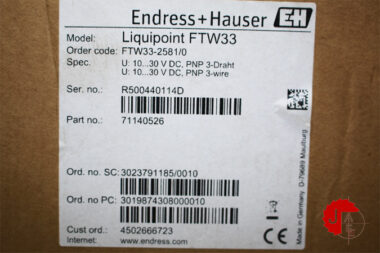 Endress+Hauser EH
Model: Liquipoint FTW33
Order code: FTW33-2581/0
Spec. U: 10...30 V DC, PNP 3-Draht
U: 10...30 V DC, PNP 3-wire
Ser. no.: R500440114D
Part no.: 71140526
Ord. no SC: 3023791185/0010
Ord. no PC: 3019874308000010
Cust ord.: 4502666723
Internet: www.endress.com
Made in Germany, D-79689 Maulburg
CE